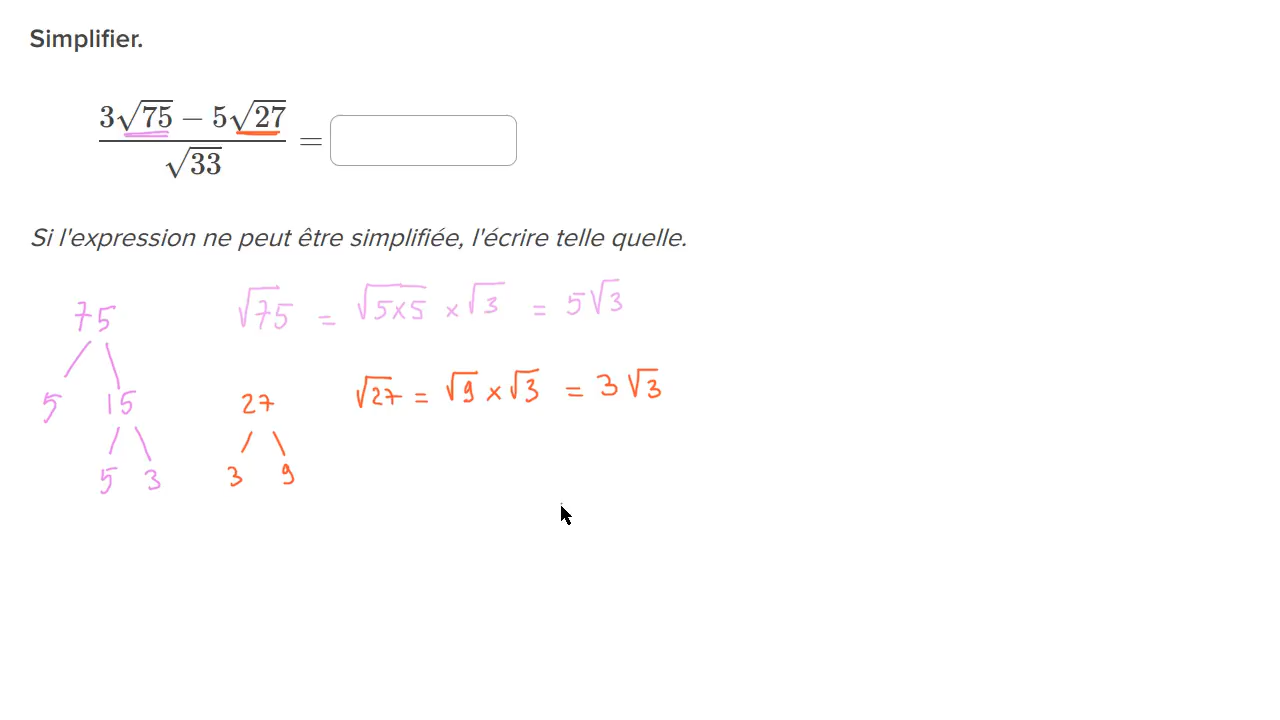 Simplifier.
3√75 − 5√27
√33
=
Si l'expression ne peut être simplifiée, l'écrire telle quelle.
75
5 15
5 3
√75 = √5×5 × √3 = 5√3
27
3 9
√27 = √9 × √3 = 3√3